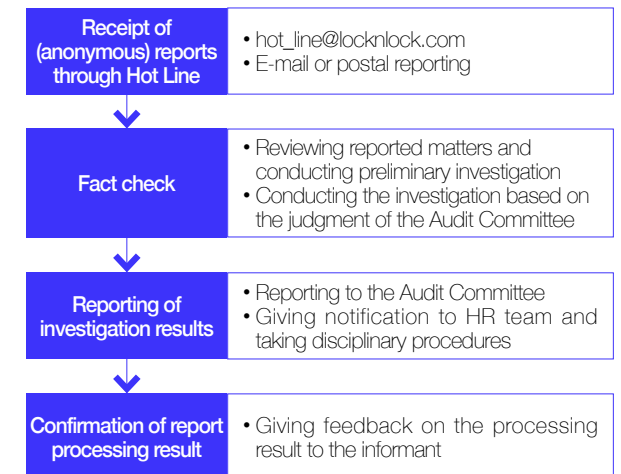 Receipt of
(anonymous) reports
through Hot Line
• hot_line@locknlock.com
• E-mail or postal reporting
Fact check
• Reviewing reported matters and
conducting preliminary investigation
• Conducting the investigation based on
the judgment of the Audit Committee
Reporting of
investigation results
• Reporting to the Audit Committee
• Giving notification to HR team and
taking disciplinary procedures
Confirmation of report
processing result
• Giving feedback on the processing
result to the informant